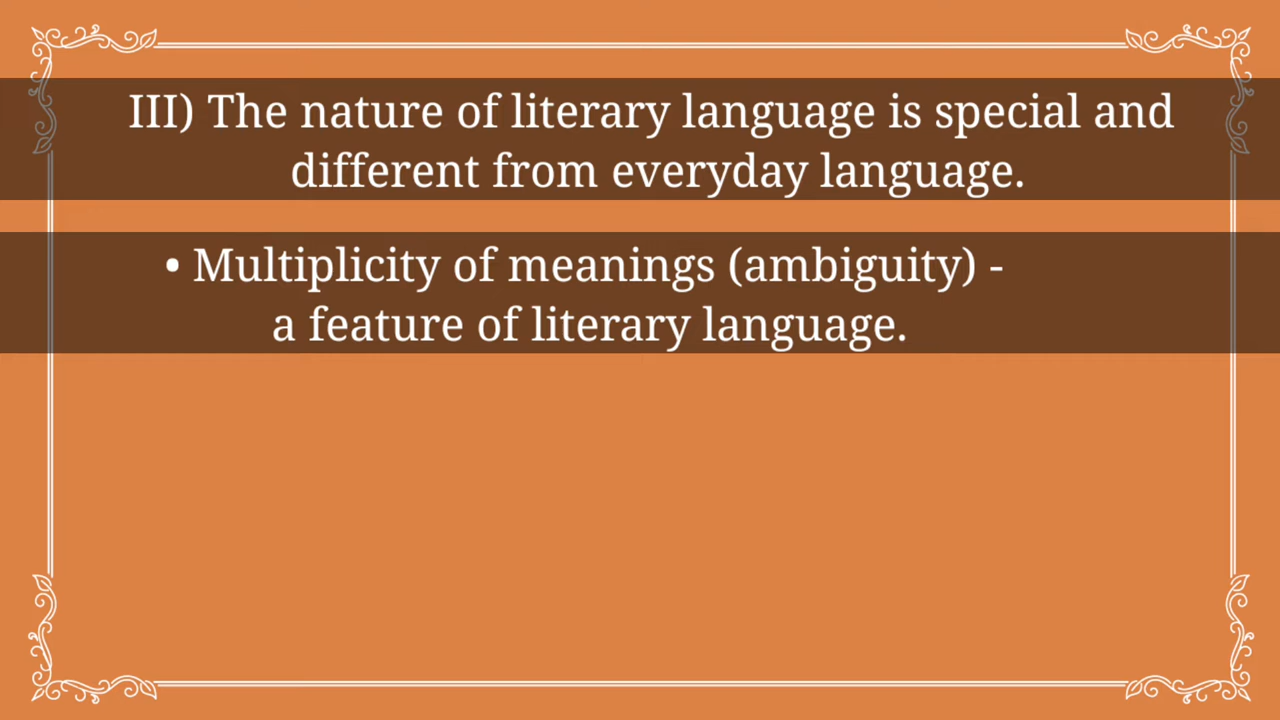 III) The nature of literary language is special and
different from everyday language.
• Multiplicity of meanings (ambiguity) -
a feature of literary language.